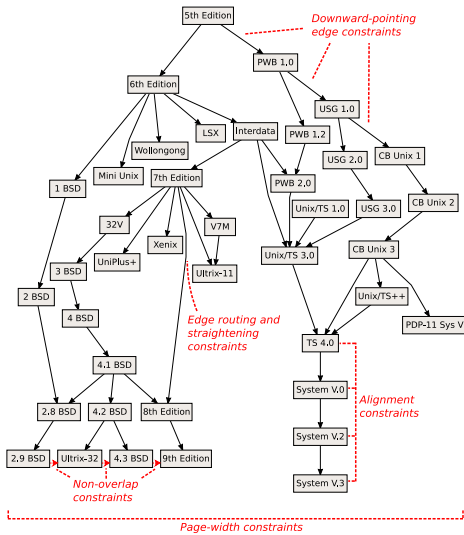 5th Edition
Downward-pointing
edge constraints
PWB 1,0
6th Edition
USG 1.0
LSX
Interdata
PWB 1,2
Wollongong
CB Unix 1
USG 2.0
Mini Unix
7th Edition
PWB 2,0
1 BSD
CB Unix 2
Unix/TS 1.0
USG 3.0
32V
V7M
Xenix
CB Unix 3
Unix/TS 3,0
UniPlus+
3 BSD
Ultrix-11
2 BSD
Unix/TS++
4 BSD
Edge routing and
straightening
constraints
PDP-11 Sys V
TS 4.0
4.1 BSD
System V.0
Alignment
constraints
2.8 BSD
4.2 BSD
8th Edition
System V,2
2.9 BSD
Ultrix-32
4.3 BSD
9th Edition
Non-overlap
constraints
System V,3
Page-width constraints